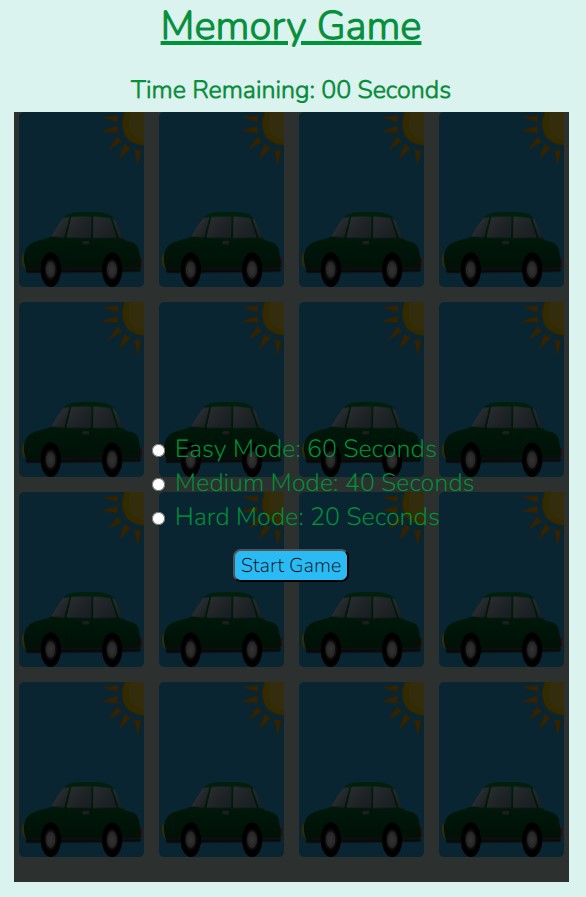 Memory Game
Time Remaining: 00 Seconds
Easy Mode: 60 Seconds
Medium Mode: 40 Seconds
Hard Mode: 20 Seconds
Start Game